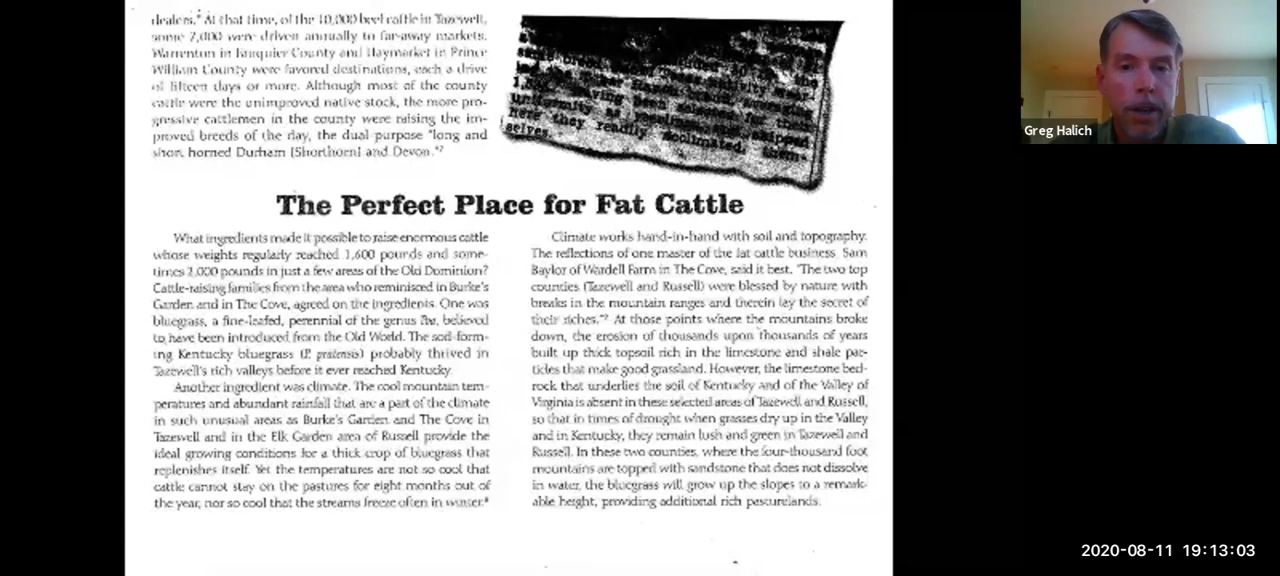 dealers." At that time, of the 10,000 beef cattle in Tazewell,
some 7,000 were driven annually to far-away markets.
Warrenton in Fauquier County and Haymarket in Prince
William County were favored destinations, each a drive
of fifteen days or more. Although most of the county
cattle were the unimproved native stock, the more pro-
gressive cattlemen in the county were raising the im-
proved breeds of the day, the dual-purpose "long and
short horned Durham (Shorthorn) and Devon."7
having been
here they readily acclimated them-
selves.
The Perfect Place for Fat Cattle
What ingredients made it possible to raise enormous cattle
whose weights regularly reached 1,600 pounds and some-
times 2,000 pounds in just a few areas of the Old Dominion?
Cattle-raising families from the area who reminisced in Burke's
Garden and in The Cove, agreed on the ingredients. One was
bluegrass, a fine-leafed, perennial of the genus Poa, believed
to have been introduced from the Old World. The sod-form-
ing Kentucky bluegrass (P. pratensis) probably thrived in
Tazewell's rich valleys before it ever reached Kentucky.
Another ingredient was climate. The cool mountain tem-
peratures and abundant rainfall that are a part of the climate
in such unusual areas as Burke's Garden and The Cove in
Tazewell and in the Elk Garden area of Russell provide the
ideal growing conditions for a thick crop of bluegrass that
replenishes itself. Yet the temperatures are not so cool that
cattle cannot stay on the pastures for eight months out of
the year, nor so cool that the streams freeze often in winter.8
Climate works hand-in-hand with soil and topography.
The reflections of one master of the fat cattle business, Sam
Baylor of Wardell Farm in The Cove, said it best. "The two top
counties (Tazewell and Russell) were blessed by nature with
breaks in the mountain ranges and therein lay the secret of
their riches."9 At those points where the mountains broke
down, the erosion of thousands upon thousands of years
built up thick topsoil rich in the limestone and shale par-
ticles that make good grassland. However, the limestone bed-
rock that underlies the soil of Kentucky and of the Valley of
Virginia is absent in these selected areas of Tazewell and Russell,
so that in times of drought when grasses dry up in the Valley
and in Kentucky, they remain lush and green in Tazewell and
Russell. In these two counties, where the four-thousand foot
mountains are topped with sandstone that does not dissolve
in water, the bluegrass will grow up the slopes to a remark-
able height, providing additional rich pasturelands.
Greg Halich
2020-08-11 19:13:03